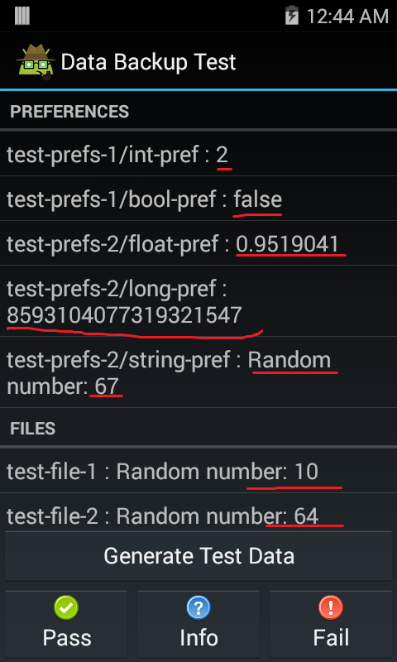 12:44 AM
Data Backup Test
PREFERENCES
test-prefs-1/int-pref : 2
test-prefs-1/bool-pref : false
test-prefs-2/float-pref : 0.9519041
test-prefs-2/long-pref :
8593104077319321547
test-prefs-2/string-pref : Random
number: 67
FILES
test-file-1 : Random number: 10
test-file-2 : Random number: 64
Generate Test Data
Pass Info Fail